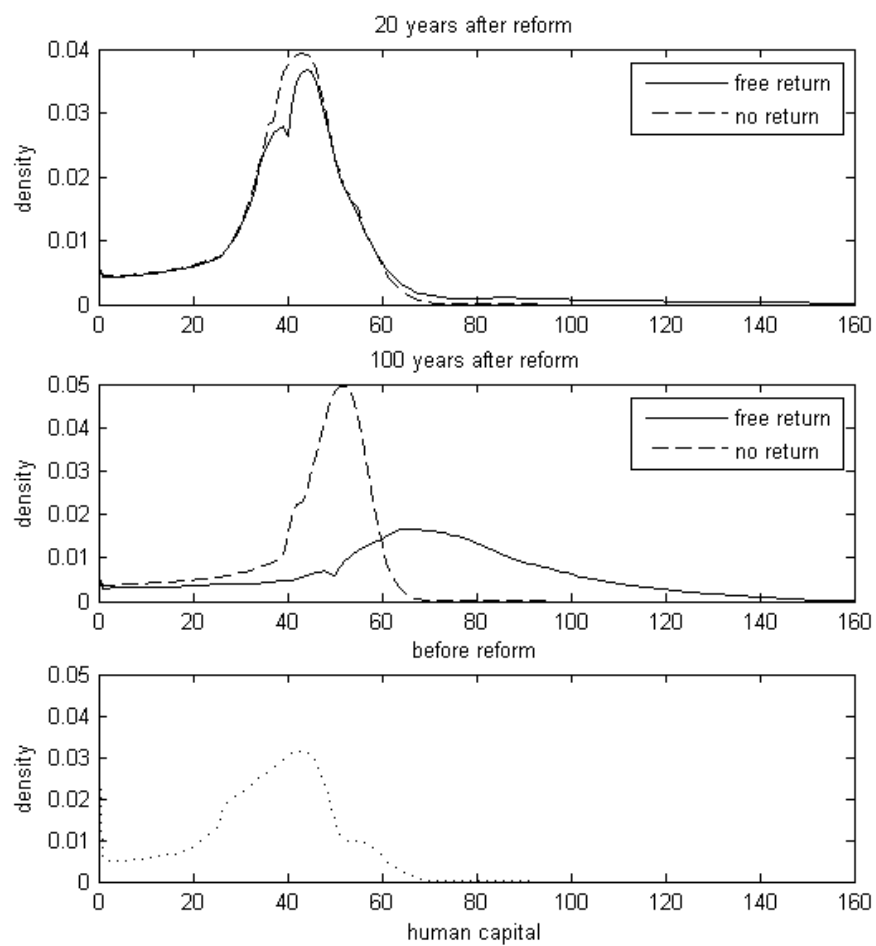 20 years after reform
0.04
0.03
0.02
0.01
0
density
free return
no return
0 20 40 60 80 100 120 140 160
100 years after reform
0.05
0.04
0.03
0.02
0.01
0
density
free return
no return
0 20 40 60 80 100 120 140 160
before reform
0.05
0.04
0.03
0.02
0.01
0
density
0 20 40 60 80 100 120 140 160
human capital